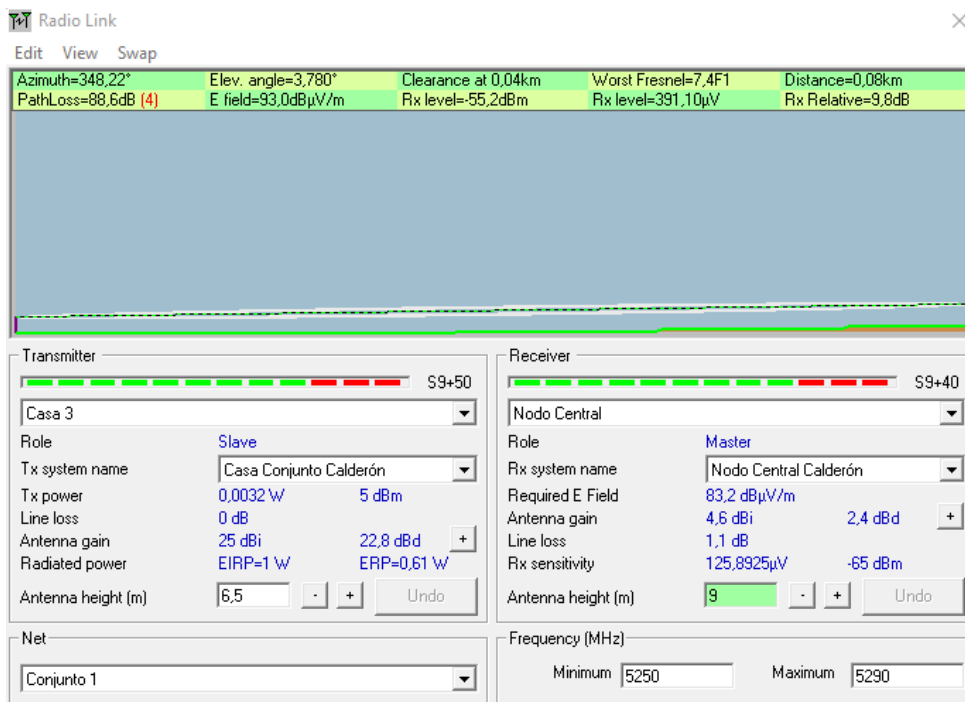 Radio Link
Edit View Swap
Azimuth=348,22° Elev. angle=3,780° Clearance at 0,04km Worst Fresnel=7,4F1 Distance=0,08km
PathLoss=88,6dB (4) E field=93,0dBµV/m Rx level=-55,2dBm Rx level=391,10µV Rx Relative=9,8dB
Transmitter
S9+50
Casa 3
Role Slave
Tx system name Casa Conjunto Calderón
Tx power 0,0032 W 5 dBm
Line loss 0 dB
Antenna gain 25 dBi 22,8 dBd +
Radiated power EIRP=1 W ERP=0,61 W
Antenna height (m) 6,5 - + Undo
Net
Conjunto 1
Receiver
S9+40
Nodo Central
Role Master
Rx system name Nodo Central Calderón
Required E Field 83,2 dBµV/m
Antenna gain 4,6 dBi 2,4 dBd +
Line loss 1,1 dB
Rx sensitivity 125,8925µV -65 dBm
Antenna height (m) 9 - + Undo
Frequency (MHz)
Minimum 5250 Maximum 5290